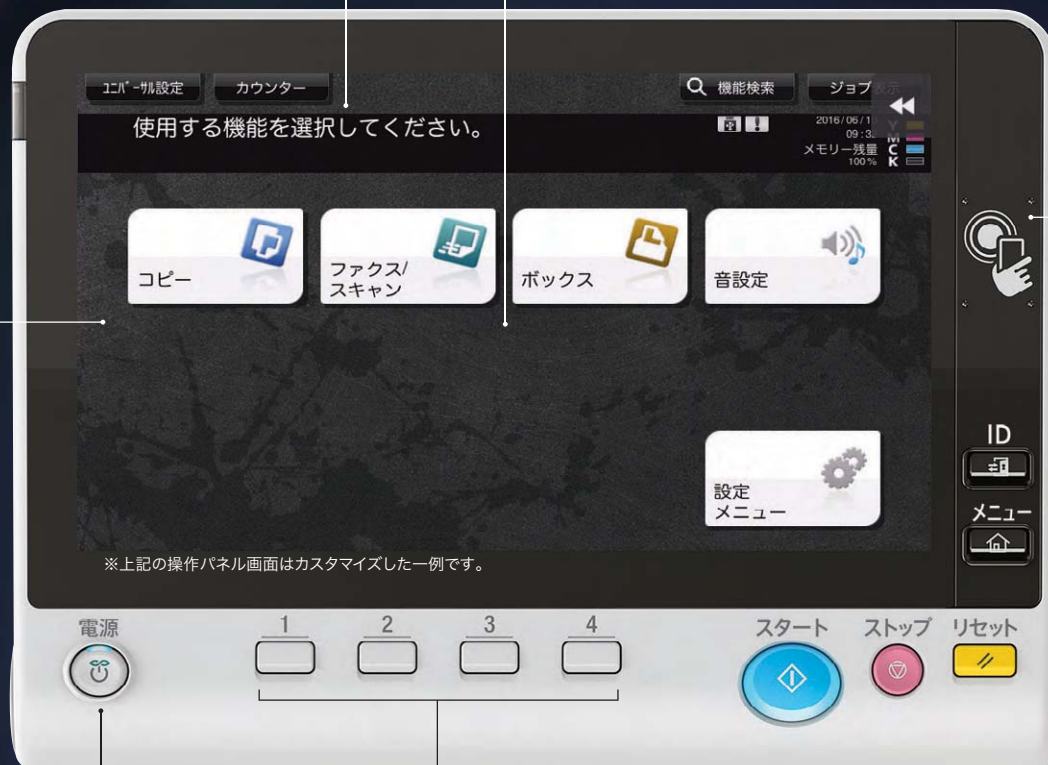 ﾕﾆﾊﾞｰｻﾙ設定
カウンター
機能検索
ジョブ表示
使用する機能を選択してください。
2016/06/1
09:3
メモリー残量
100%
Y
M
C
K
コピー
ファクス/
スキャン
ボックス
音設定
設定
メニュー
※上記の操作パネル画面はカスタマイズした一例です。
ID
メニュー
電源
1
2
3
4
スタート
ストップ
リセット